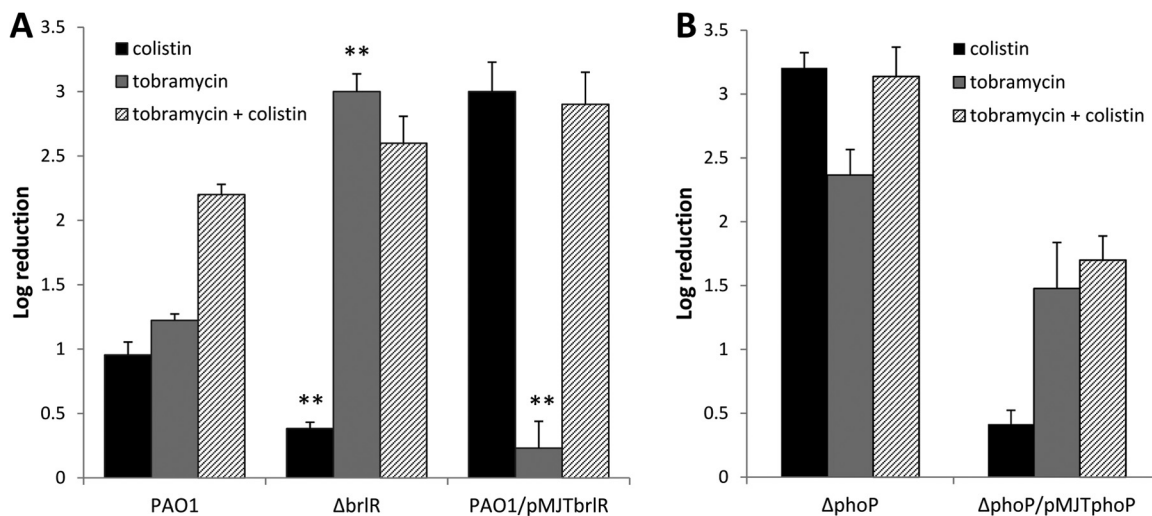 A
Log reduction
3.5
3
2.5
2
1.5
1
0.5
0
colistin
tobramycin
tobramycin + colistin
**
**
**
PAO1
ΔbrlR
PAO1/pMJTbrlR
B
Log reduction
3.5
3
2.5
2
1.5
1
0.5
0
colistin
tobramycin
tobramycin + colistin
ΔphoP
ΔphoP/pMJTphoP